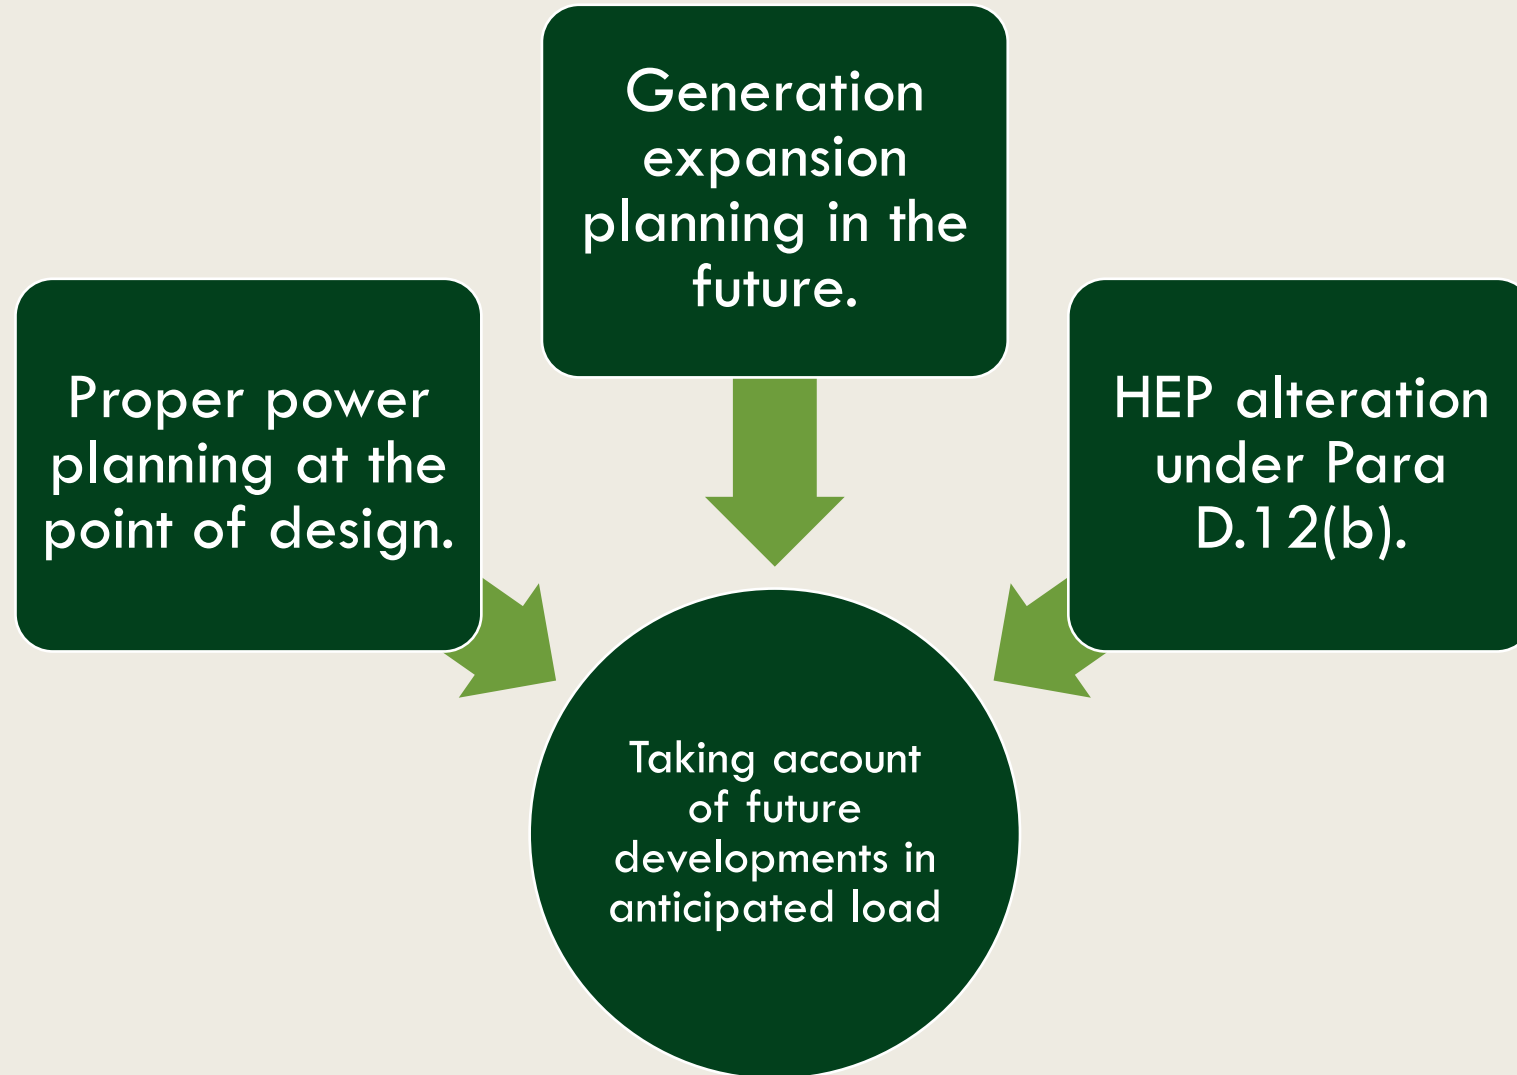 Generation
expansion
planning in the
future.
Proper power
planning at the
point of design.
HEP alteration
under Para
D.12(b).
Taking account
of future
developments in
anticipated load